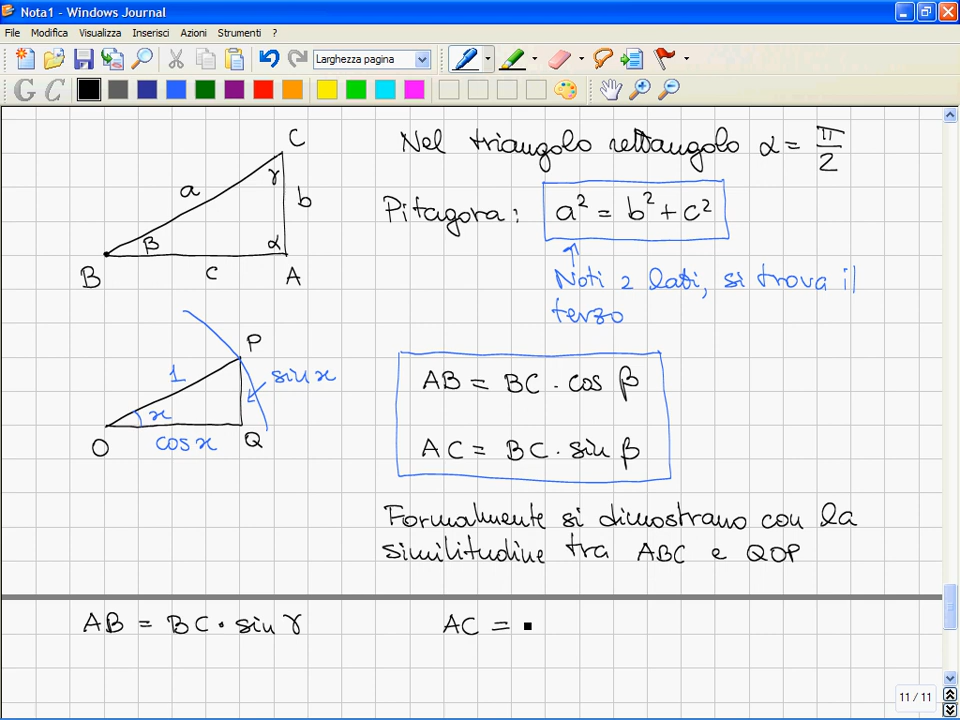 Nota1 - Windows Journal
File Modifica Visualizza Inserisci Azioni Strumenti ?
Larghezza pagina
G C
C
γ
a
b
β
α
B
c
A
Nel triangolo rettangolo α = π/2
Pitagora: a² = b² + c²
Noti 2 lati, si trova il
terzo
P
1
sin x
x
O
cos x
Q
AB = BC · cos β
AC = BC · sin β
Formalmente si dimostrano con la
similitudine tra ABC e QOP
AB = BC · sin γ
AC =
11 / 11